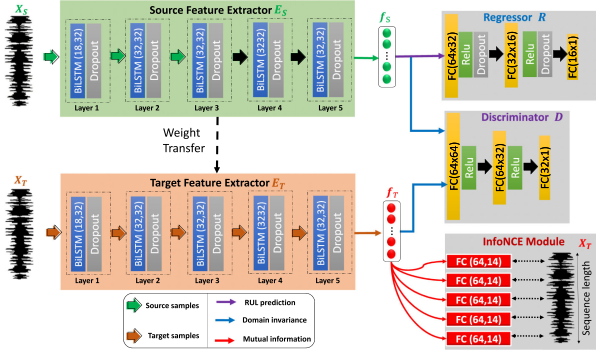 X_S
Source Feature Extractor E_S
BiLSTM (18,32)
Dropout
BiLSTM (32,32)
Dropout
BiLSTM (32,32)
Dropout
BiLSTM (3232)
Dropout
BiLSTM (32,32)
Dropout
Layer 1
Layer 2
Layer 3
Layer 4
Layer 5
f_S
Regressor R
FC(64x32)
Relu
Dropout
FC(32x16)
Relu
Dropout
FC(16x1)
Weight
Transfer
Discriminator D
FC(64x64)
Relu
FC(64x32)
Relu
FC(32x1)
X_T
Target Feature Extractor E_T
BiLSTM (18,32)
Dropout
BiLSTM (32,32)
Dropout
BiLSTM (32,32)
Dropout
BiLSTM (3232)
Dropout
BiLSTM (32,32)
Dropout
Layer 1
Layer 2
Layer 3
Layer 4
Layer 5
f_T
InfoNCE Module
X_T
FC (64,14)
FC (64,14)
FC (64,14)
FC (64,14)
FC (64,14)
Sequence length
Source samples
Target samples
RUL prediction
Domain invariance
Mutual information